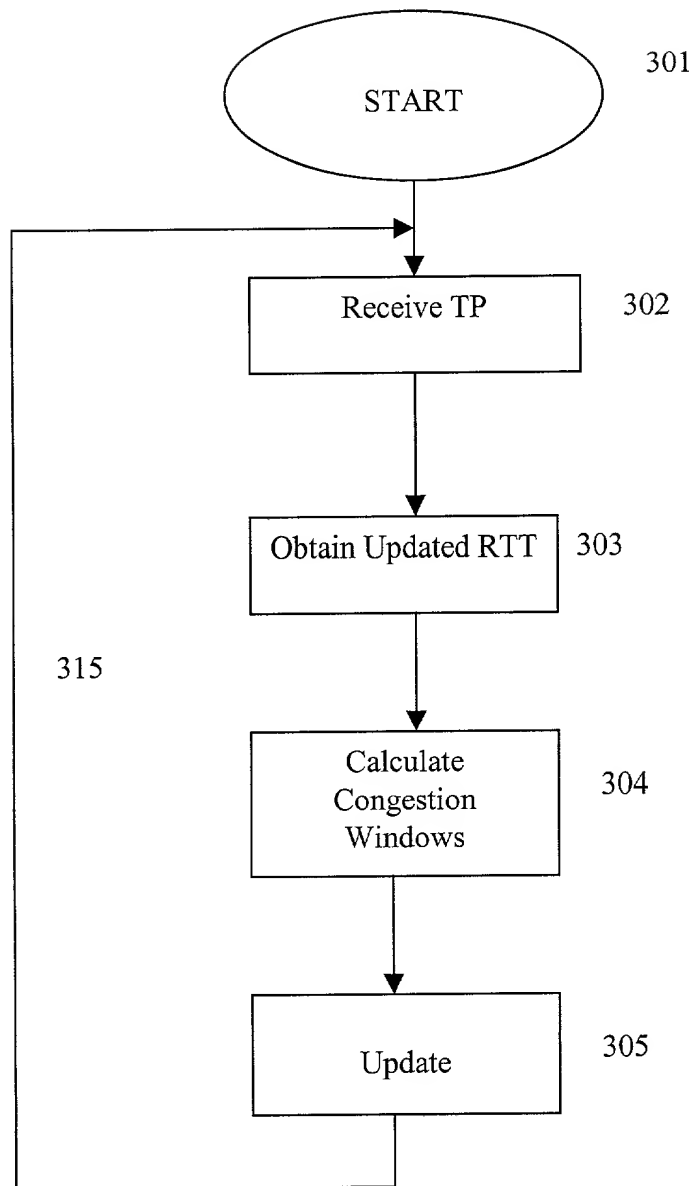 301
START
Receive TP
302
Obtain Updated RTT
303
315
Calculate
Congestion
Windows
304
Update
305